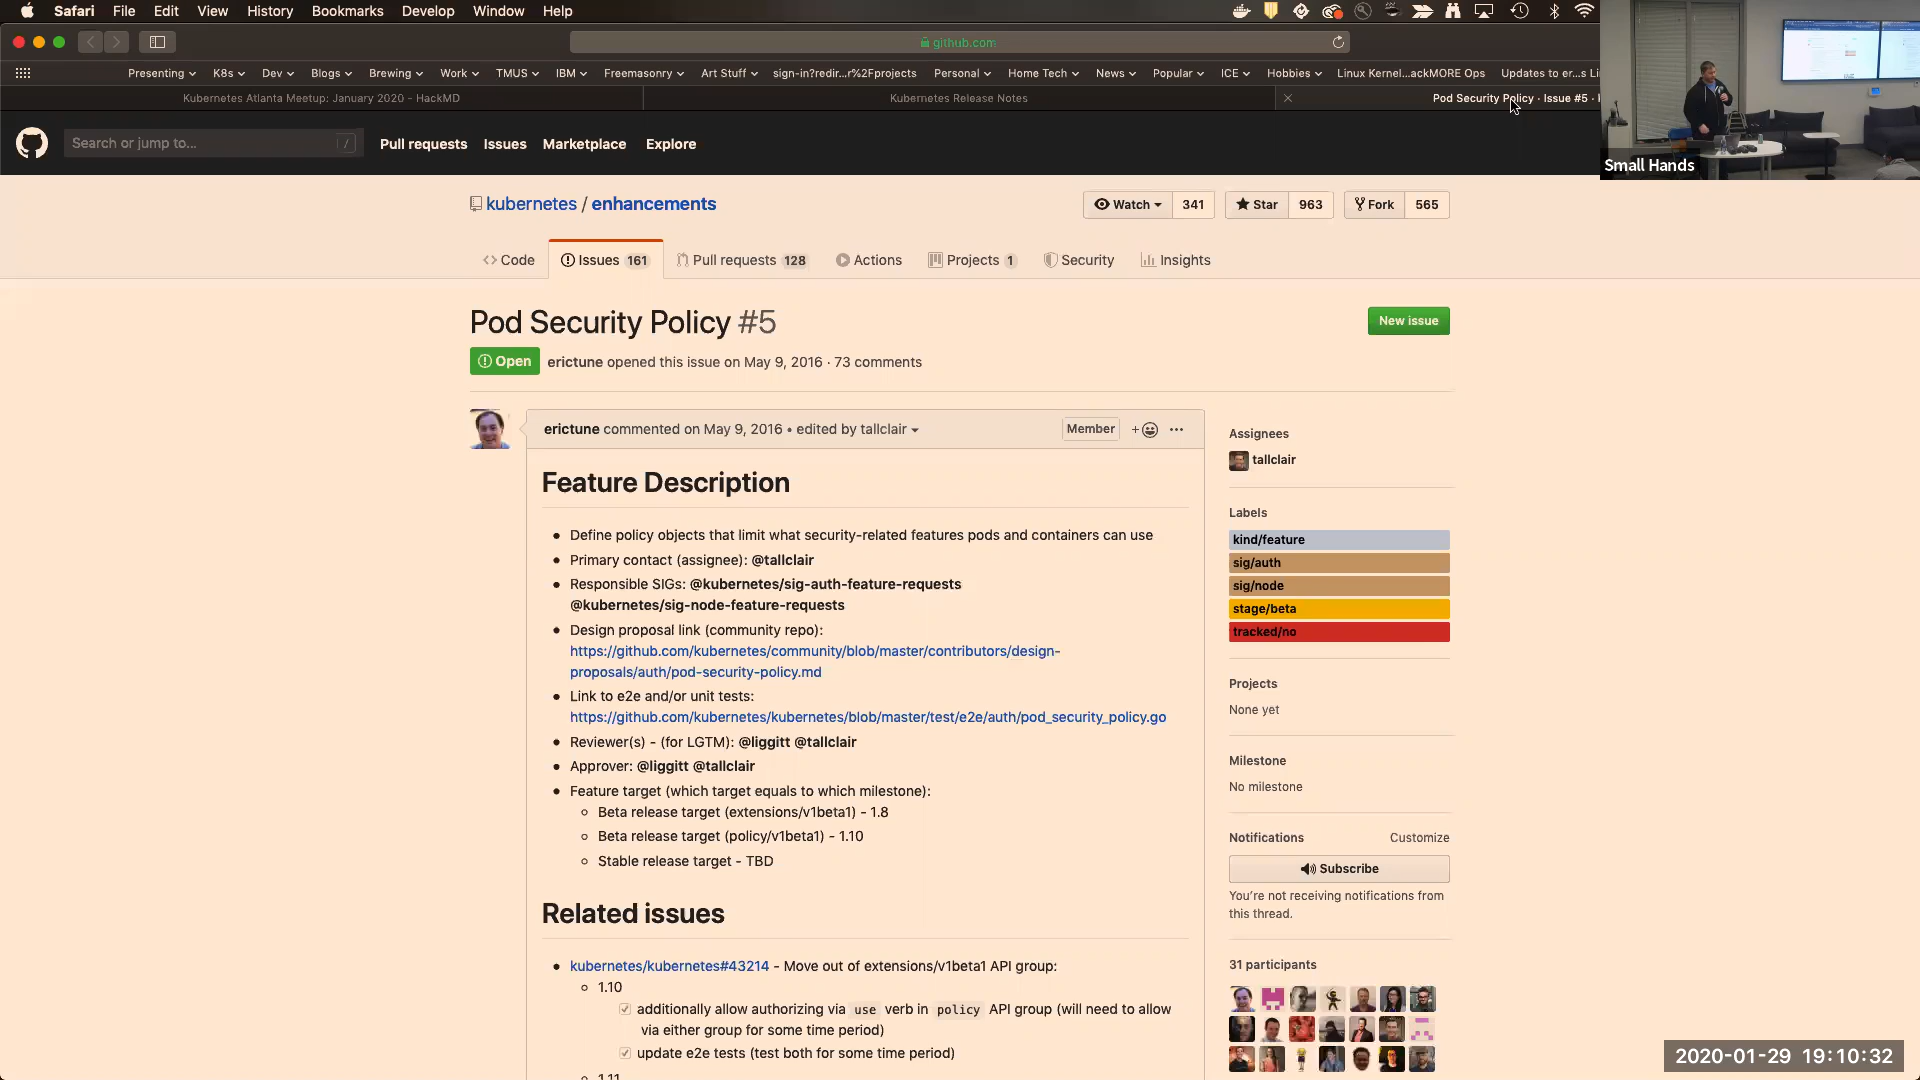 Safari File Edit View History Bookmarks Develop Window Help
github.com
Presenting K8s Dev Blogs Brewing Work TMUS IBM Freemasonry Art Stuff sign-in?redir...r%2Fprojects Personal Home Tech News Popular ICE Hobbies Linux Kernel...ackMORE Ops Updates to er...s Li
Kubernetes Atlanta Meetup: January 2020 - HackMD Kubernetes Release Notes Pod Security Policy · Issue #5 ·
Search or jump to... / Pull requests Issues Marketplace Explore
Small Hands
kubernetes / enhancements Watch 341 Star 963 Fork 565
Code Issues 161 Pull requests 128 Actions Projects 1 Security Insights
Pod Security Policy #5 New issue
Open erictune opened this issue on May 9, 2016 · 73 comments
erictune commented on May 9, 2016 • edited by tallclair Member
Feature Description
• Define policy objects that limit what security-related features pods and containers can use
• Primary contact (assignee): @tallclair
• Responsible SIGs: @kubernetes/sig-auth-feature-requests
@kubernetes/sig-node-feature-requests
• Design proposal link (community repo):
https://github.com/kubernetes/community/blob/master/contributors/design-
proposals/auth/pod-security-policy.md
• Link to e2e and/or unit tests:
https://github.com/kubernetes/kubernetes/blob/master/test/e2e/auth/pod_security_policy.go
• Reviewer(s) - (for LGTM): @liggitt @tallclair
• Approver: @liggitt @tallclair
• Feature target (which target equals to which milestone):
◦ Beta release target (extensions/v1beta1) - 1.8
◦ Beta release target (policy/v1beta1) - 1.10
◦ Stable release target - TBD
Related issues
• kubernetes/kubernetes#43214 - Move out of extensions/v1beta1 API group:
◦ 1.10
additionally allow authorizing via use verb in policy API group (will need to allow
via either group for some time period)
update e2e tests (test both for some time period)
◦ 1.11
Assignees
tallclair
Labels
kind/feature
sig/auth
sig/node
stage/beta
tracked/no
Projects
None yet
Milestone
No milestone
Notifications Customize
Subscribe
You're not receiving notifications from
this thread.
31 participants
2020-01-29 19:10:32